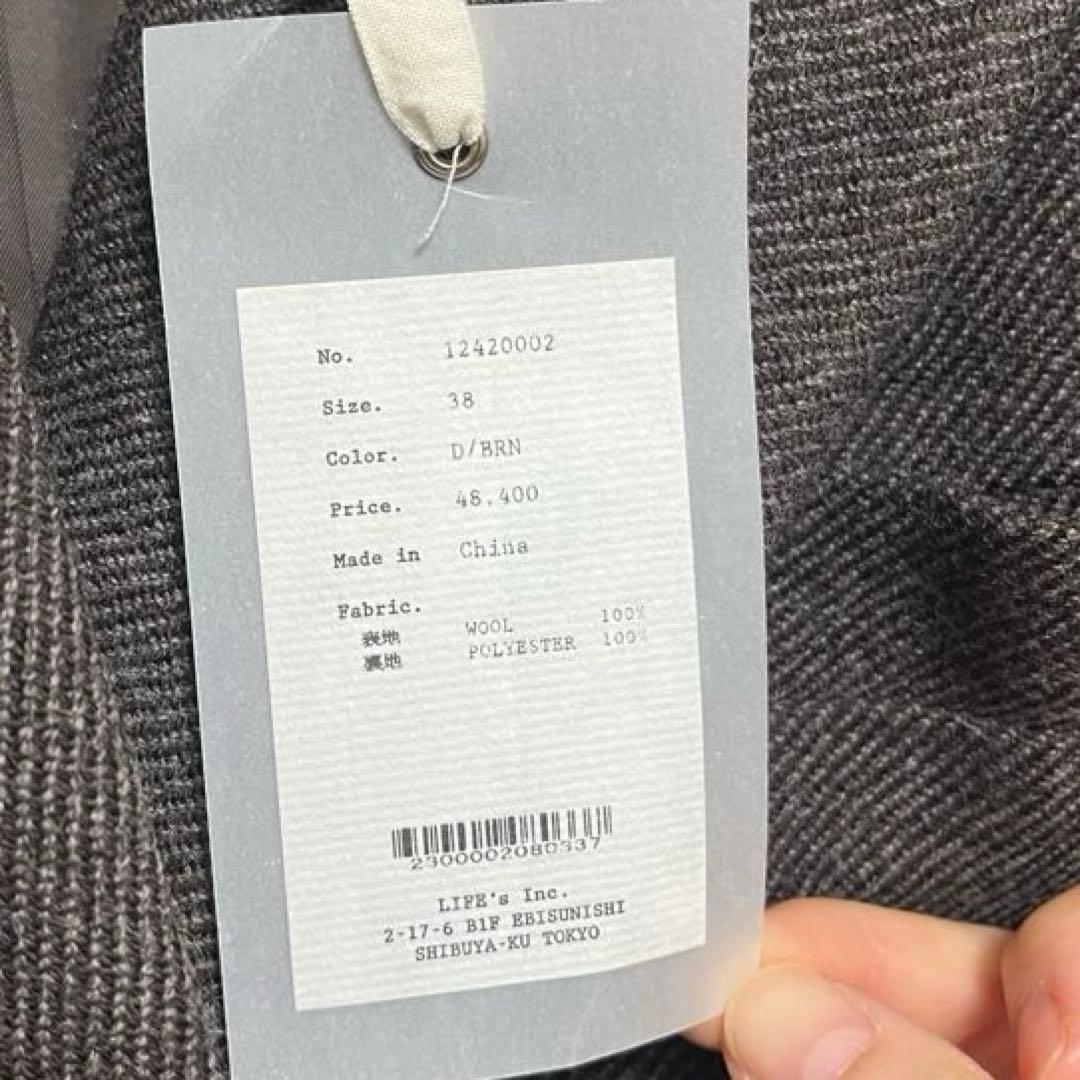 No. 12420002
Size. 38
Color. D/BRN
Price. 48,400
Made in China
Fabric.
表地 WOOL 100%
裏地 POLYESTER 100%
2300002080337
LIFE's Inc.
2-17-6 B1F EBISUNISHI
SHIBUYA-KU TOKYO